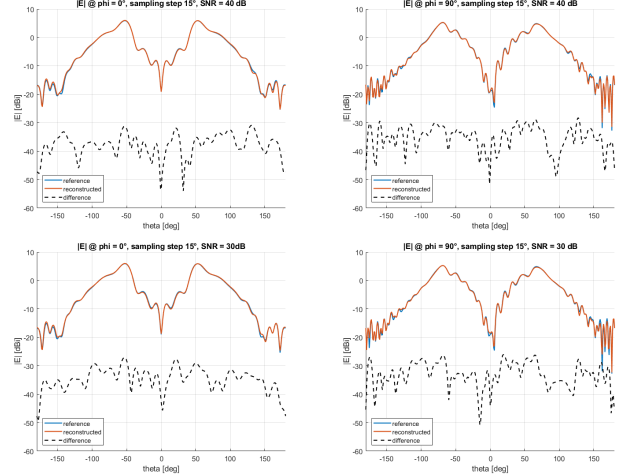 |E| @ phi = 0°, sampling step 15°, SNR = 40 dB
10
0
-10
-20
-30
-40
-50
-60
|E| [dBi]
reference
reconstructed
difference
-150 -100 -50 0 50 100 150
theta [deg]
|E| @ phi = 90°, sampling step 15°, SNR = 40 dB
10
0
-10
-20
-30
-40
-50
-60
|E| [dBi]
reference
reconstructed
difference
-150 -100 -50 0 50 100 150
theta [deg]
|E| @ phi = 0°, sampling step 15°, SNR = 30dB
10
0
-10
-20
-30
-40
-50
-60
|E| [dBi]
reference
reconstructed
difference
-150 -100 -50 0 50 100 150
theta [deg]
|E| @ phi = 90°, sampling step 15°, SNR = 30 dB
10
0
-10
-20
-30
-40
-50
-60
|E| [dBi]
reference
reconstructed
difference
-150 -100 -50 0 50 100 150
theta [deg]